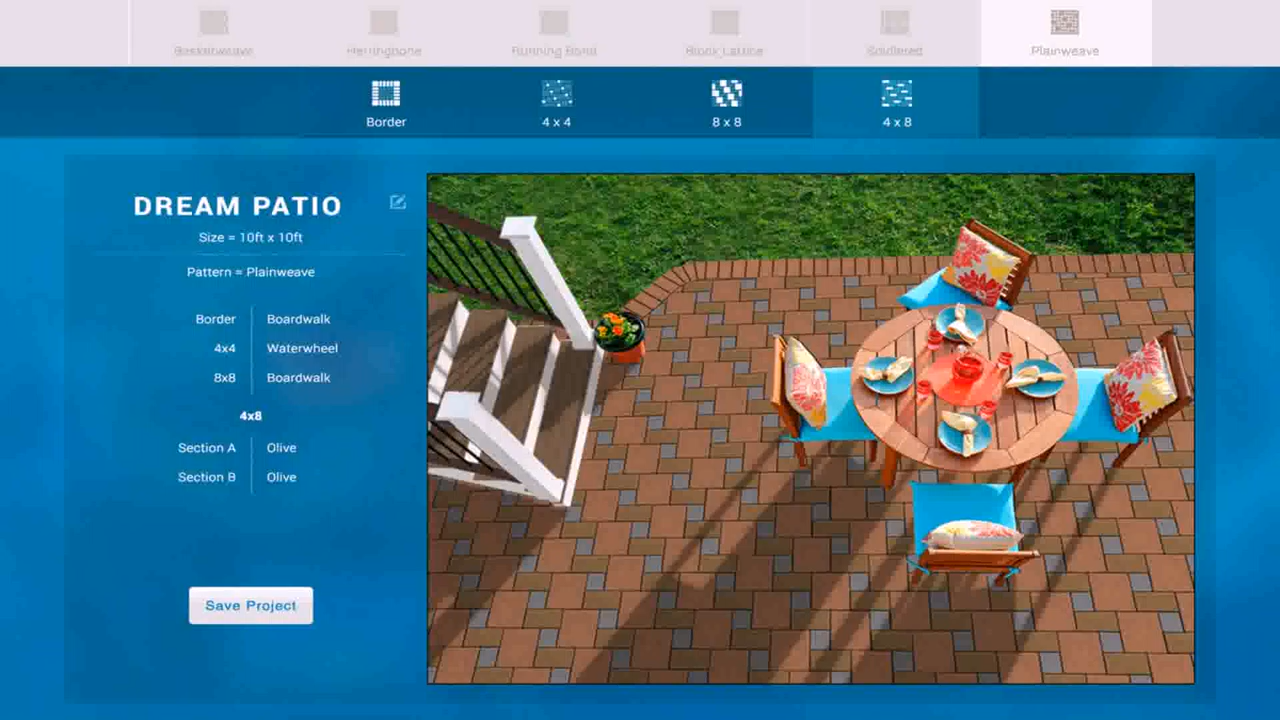 Basketweave Herringbone Running Bond Block Lattice Soldiered Plainweave
Border 4 x 4 8 x 8 4 x 8
DREAM PATIO
Size = 10ft x 10ft
Pattern = Plainweave
Border Boardwalk
4x4 Waterwheel
8x8 Boardwalk
4x8
Section A Olive
Section B Olive
Save Project